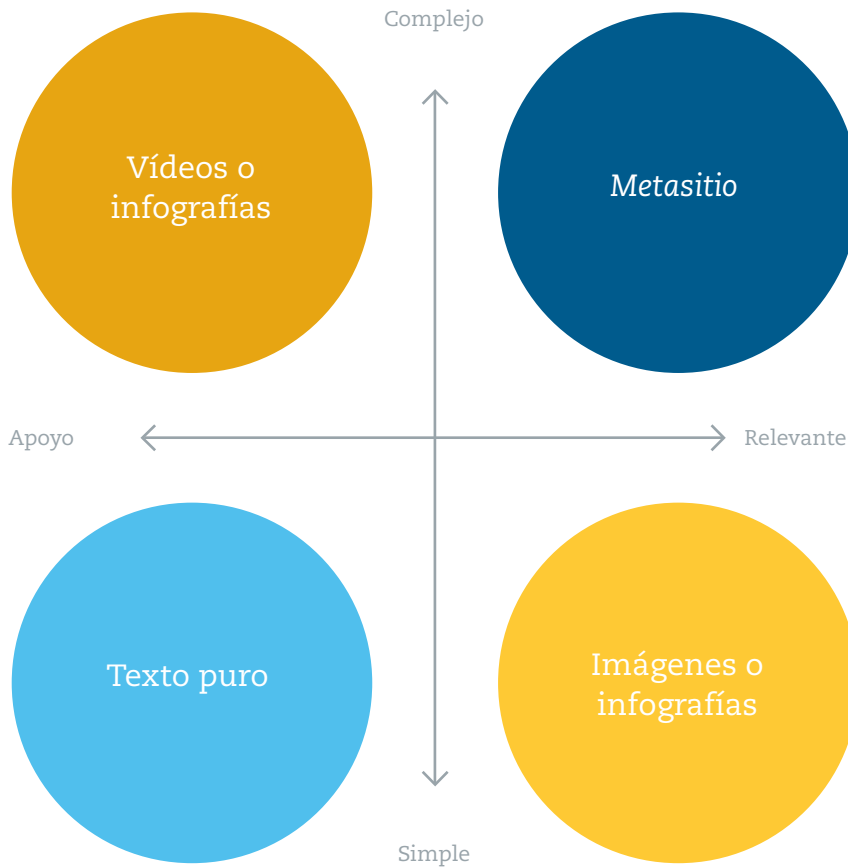 Complejo
Vídeos o
infografías
Metasitio
Apoyo
Relevante
Texto puro
Imágenes o
infografías
Simple